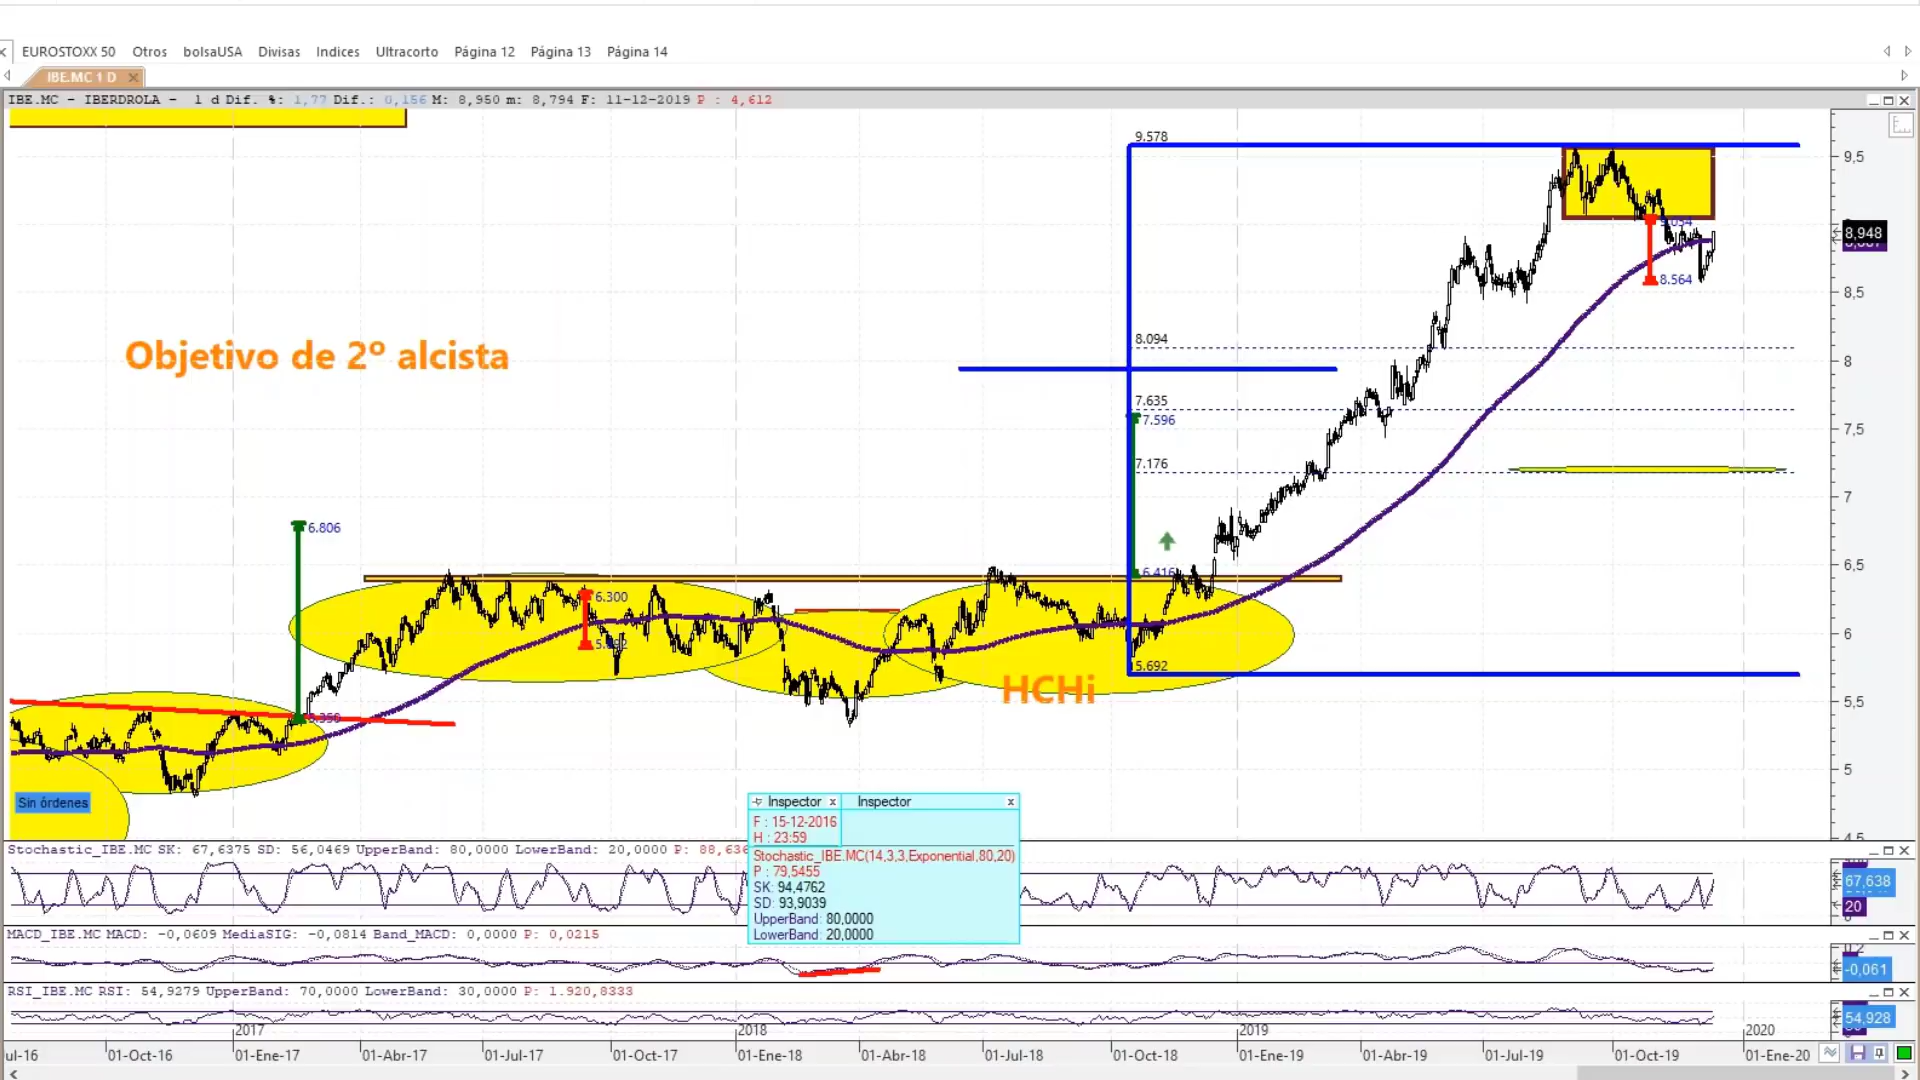 EUROSTOXX 50 Otros bolsaUSA Divisas Indices Ultracorto Página 12 Página 13 Página 14
IBE.MC 1 D
IBE.MC - IBERDROLA - 1 d Dif. %: 1,77 Dif.: 0,156 M: 8,950 m: 8,794 F: 11-12-2019 P : 4,612
9.578
9,5
8,948
8.564
8,5
Objetivo de 2º alcista
8.094
8
7.635
7.596
7,5
7.176
7
6.806
6,5
6.416
6.300
6
5.692
HCHi
5,5
5
Sin órdenes
Inspector
Inspector
F : 15-12-2016
H : 23:59
Stochastic_IBE.MC(14,3,3,Exponential,80,20)
P : 79,5455
SK: 94,4762
SD: 93,9039
UpperBand: 80,0000
LowerBand: 20,0000
Stochastic_IBE.MC SK: 67,6375 SD: 56,0469 UpperBand: 80,0000 LowerBand: 20,0000 P: 88,636
67,638
20
MACD_IBE.MC MACD: -0,0609 MediaSIG: -0,0814 Band_MACD: 0,0000 P: 0,0215
0,2
-0,061
RSI_IBE.MC RSI: 54,9279 UpperBand: 70,0000 LowerBand: 30,0000 P: 1.920,8333
54,928
2017 2018 2019 2020
ul-16 01-Oct-16 01-Ene-17 01-Abr-17 01-Jul-17 01-Oct-17 01-Ene-18 01-Abr-18 01-Jul-18 01-Oct-18 01-Ene-19 01-Abr-19 01-Jul-19 01-Oct-19 01-Ene-20